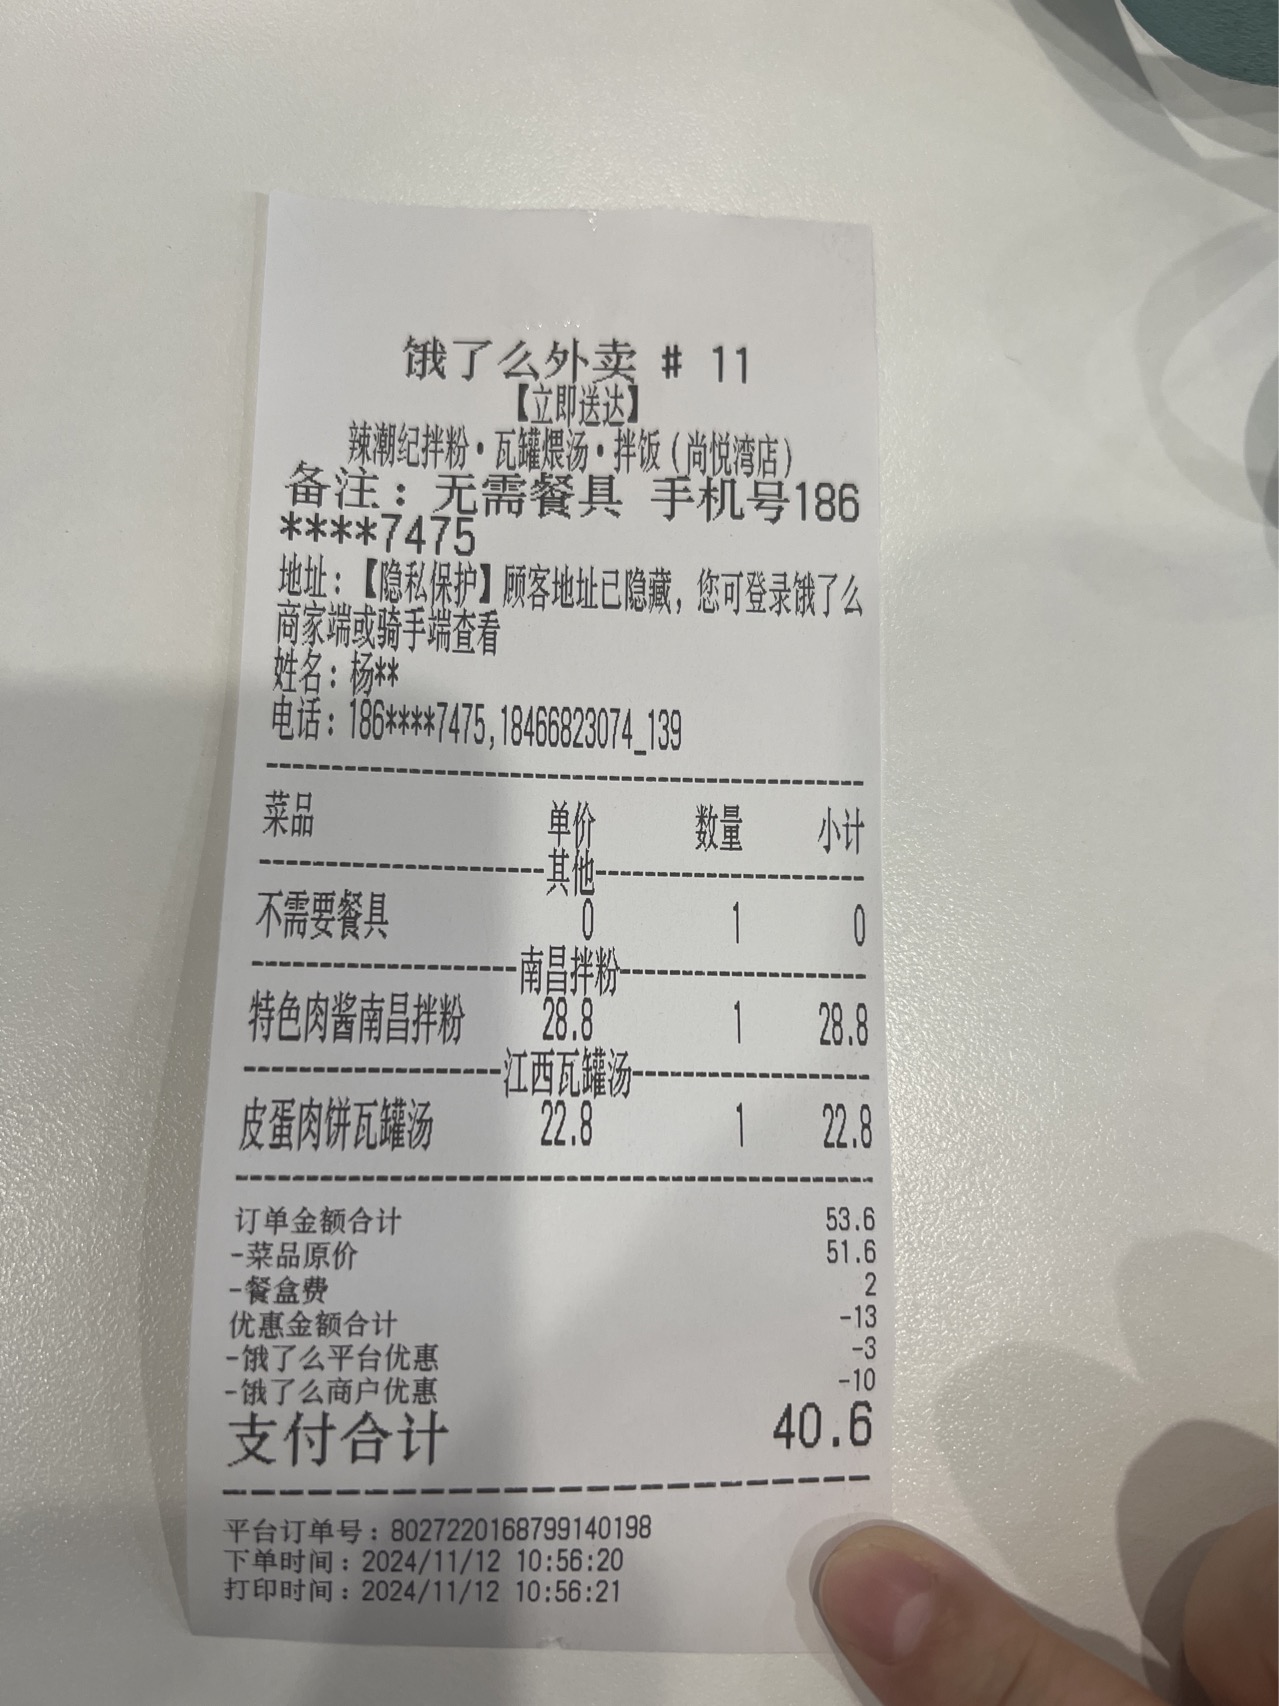 饿了么外卖 # 11
【立即送达】
辣潮纪拌粉·瓦罐煨汤·拌饭(尚悦湾店)
备注：无需餐具 手机号186
****7475
地址：【隐私保护】顾客地址已隐藏，您可登录饿了么
商家端或骑手端查看
姓名：杨**
电话：186****7475,18466823074_139
菜品 单价 数量 小计
其他
不需要餐具 0 1 0
南昌拌粉
特色肉酱南昌拌粉 28.8 1 28.8
江西瓦罐汤
皮蛋肉饼瓦罐汤 22.8 1 22.8
订单金额合计 53.6
-菜品原价 51.6
-餐盒费 2
优惠金额合计 -13
-饿了么平台优惠 -3
-饿了么商户优惠 -10
支付合计 40.6
平台订单号：8027220168799140198
下单时间：2024/11/12 10:56:20
打印时间：2024/11/12 10:56:21